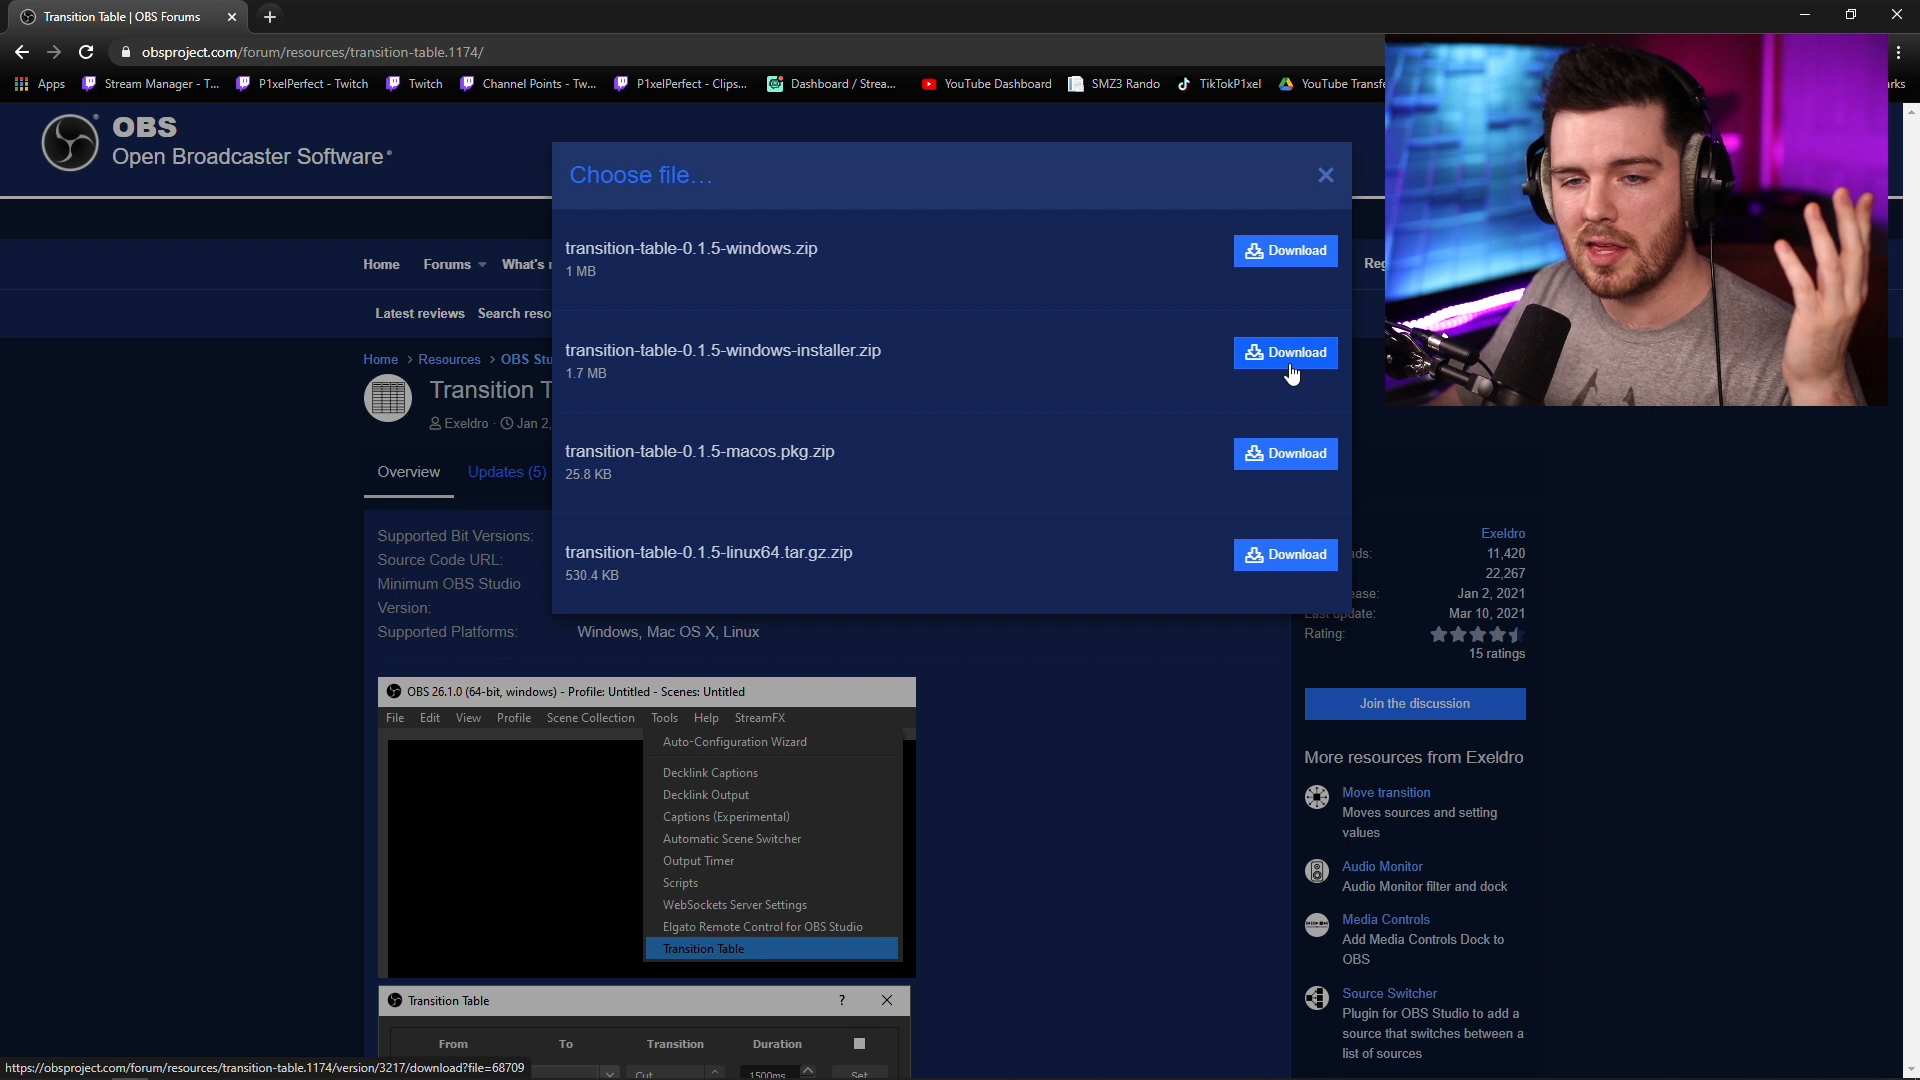 Transition Table | OBS Forums
obsproject.com/forum/resources/transition-table.1174/
Apps
Stream Manager - T...
P1xelPerfect - Twitch
Twitch
Channel Points - Tw...
P1xelPerfect - Clips...
Dashboard / Strea...
YouTube Dashboard
SMZ3 Rando
TikTokP1xel
YouTube Transfe
rks
OBS
Open Broadcaster Software
Choose file...
transition-table-0.1.5-windows.zip
1 MB
Download
transition-table-0.1.5-windows-installer.zip
1.7 MB
Download
transition-table-0.1.5-macos.pkg.zip
25.8 KB
Download
transition-table-0.1.5-linux64.tar.gz.zip
530.4 KB
Download
Home Forums What's
Reg
Latest reviews Search reso
Home > Resources > OBS Stu
Transition T
Exeldro · Jan 2,
Overview Updates (5)
Supported Bit Versions:
Source Code URL:
Minimum OBS Studio
Version:
Supported Platforms: Windows, Mac OS X, Linux
Exeldro
ads: 11,420
22,267
ease: Jan 2, 2021
Last update: Mar 10, 2021
Rating:
15 ratings
Join the discussion
More resources from Exeldro
Move transition
Moves sources and setting
values
Audio Monitor
Audio Monitor filter and dock
Media Controls
Add Media Controls Dock to
OBS
Source Switcher
Plugin for OBS Studio to add a
source that switches between a
list of sources
OBS 26.1.0 (64-bit, windows) - Profile: Untitled - Scenes: Untitled
File Edit View Profile Scene Collection Tools Help StreamFX
Auto-Configuration Wizard
Decklink Captions
Decklink Output
Captions (Experimental)
Automatic Scene Switcher
Output Timer
Scripts
WebSockets Server Settings
Elgato Remote Control for OBS Studio
Transition Table
Transition Table ?
From To Transition Duration
Cut 1500ms Set
https://obsproject.com/forum/resources/transition-table.1174/version/3217/download?file=68709